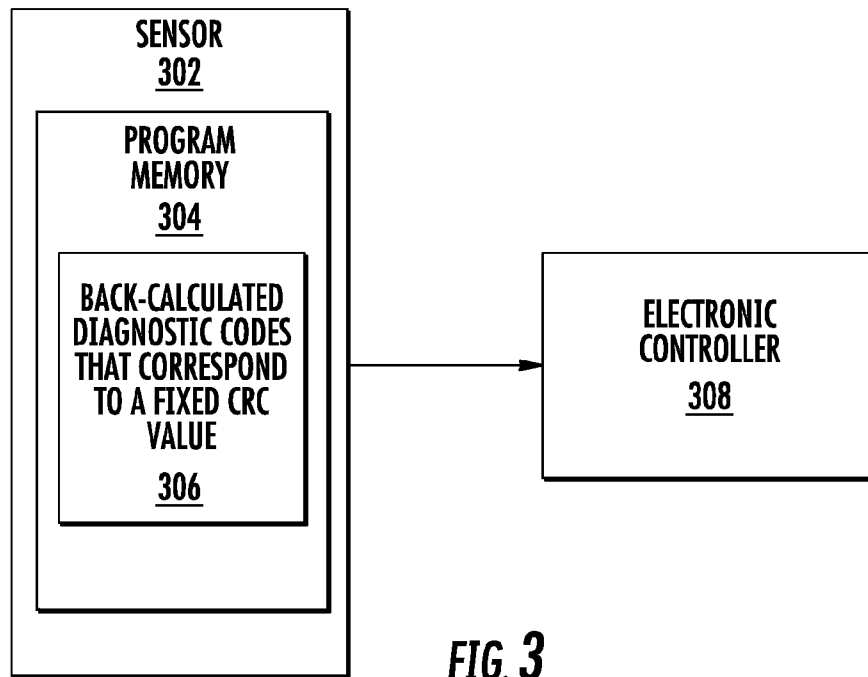 SENSOR
302
PROGRAM
MEMORY
304
BACK-CALCULATED
DIAGNOSTIC CODES
THAT CORRESPOND
TO A FIXED CRC
VALUE
306
ELECTRONIC
CONTROLLER
308
FIG. 3